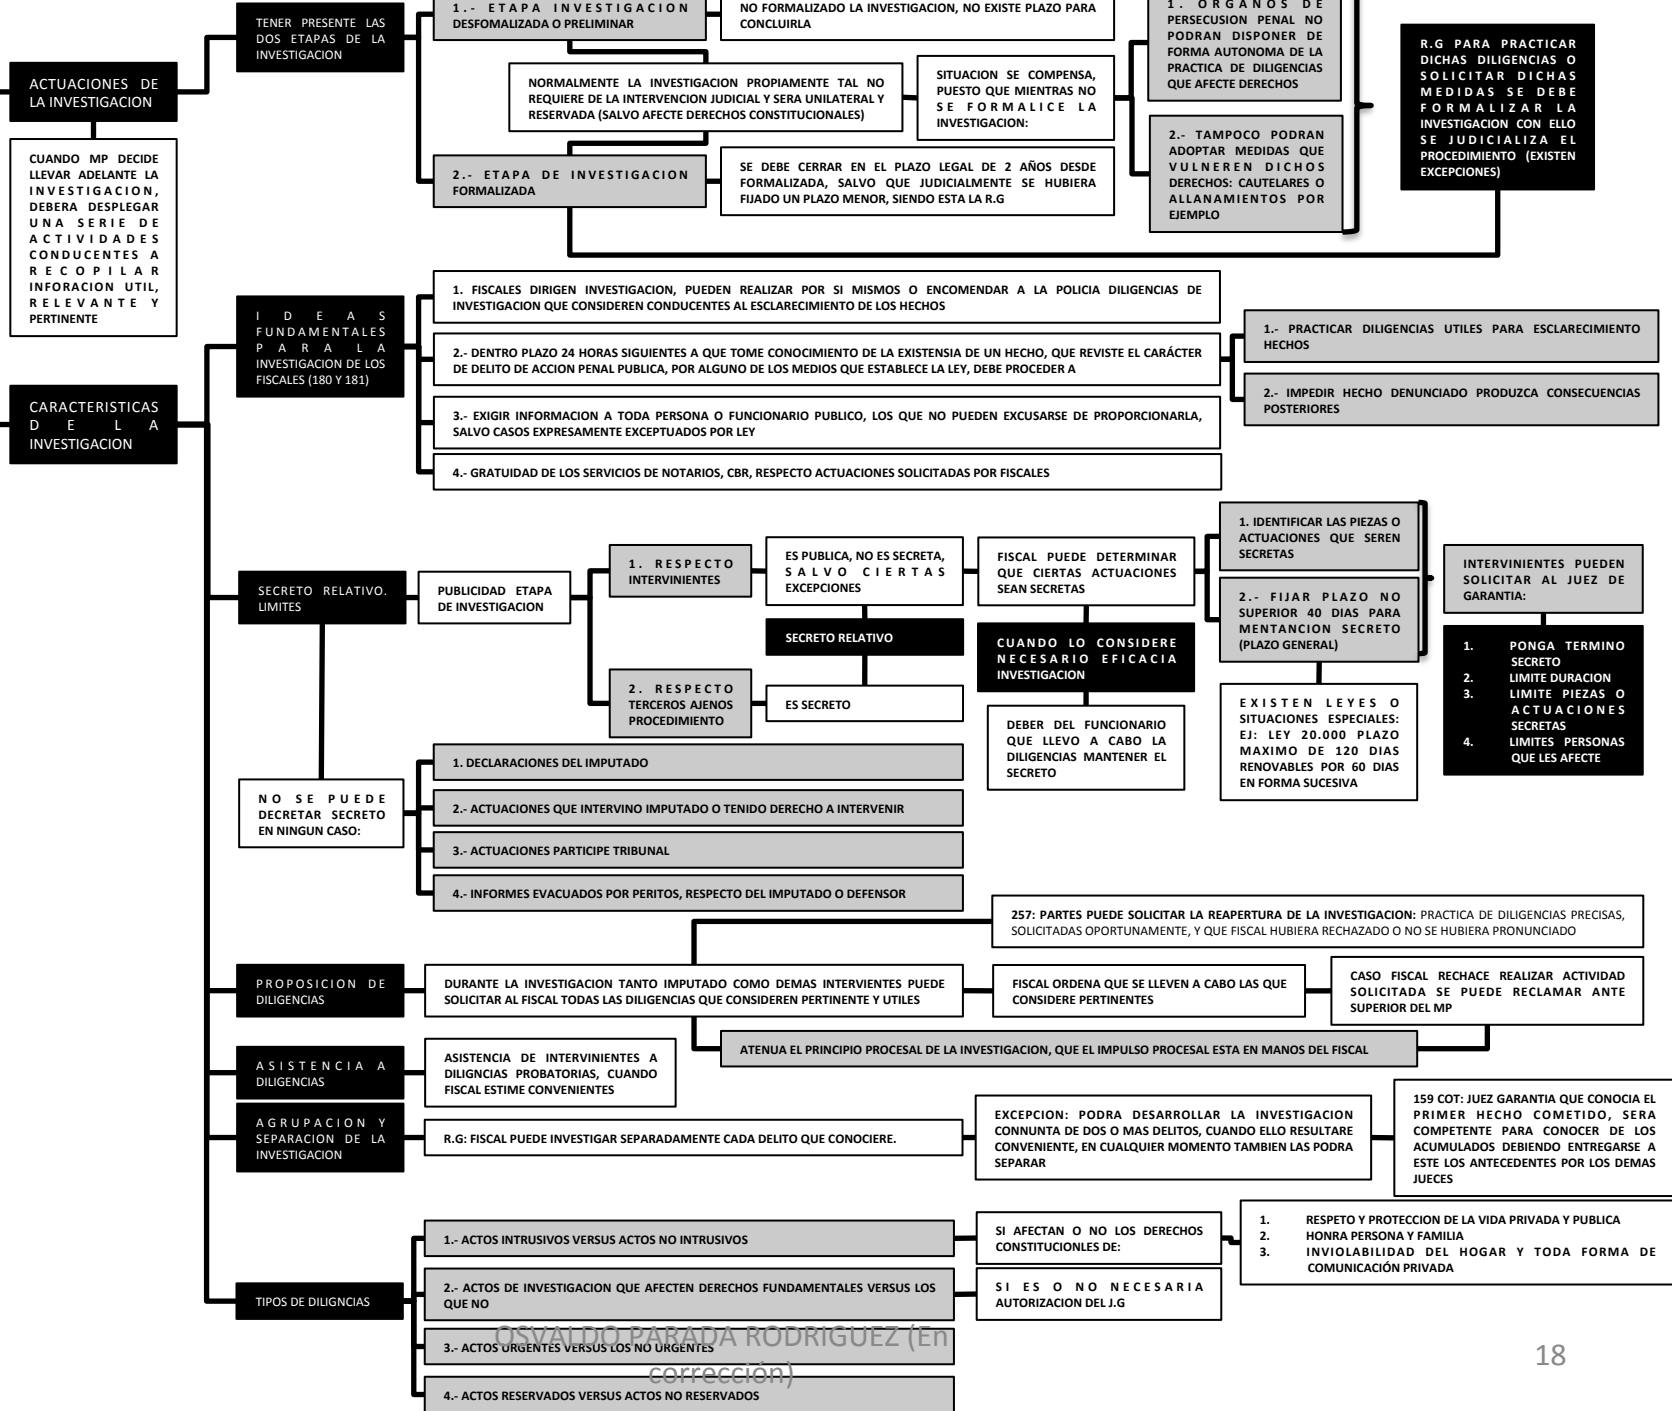 ACTUACIONES DE
LA INVESTIGACION
CUANDO MP DECIDE
LLEVAR ADELANTE LA
INVESTIGACION,
DEBERA DESPLEGAR
UNA SERIE DE
ACTIVIDADES
CONDUCENTES A
RECOPILAR
INFORACION UTIL,
RELEVANTE Y
PERTINENTE
TENER PRESENTE LAS
DOS ETAPAS DE LA
INVESTIGACION
1.- ETAPA INVESTIGACION
DESFOMALIZADA O PRELIMINAR
NO FORMALIZADO LA INVESTIGACION, NO EXISTE PLAZO PARA
CONCLUIRLA
NORMALMENTE LA INVESTIGACION PROPIAMENTE TAL NO
REQUIERE DE LA INTERVENCION JUDICIAL Y SERA UNILATERAL Y
RESERVADA (SALVO AFECTE DERECHOS CONSTITUCIONALES)
SITUACION SE COMPENSA,
PUESTO QUE MIENTRAS NO
SE FORMALICE LA
INVESTIGACION:
1. ORGANOS DE
PERSECUSION PENAL NO
PODRAN DISPONER DE
FORMA AUTONOMA DE LA
PRACTICA DE DILIGENCIAS
QUE AFECTE DERECHOS
2.- TAMPOCO PODRAN
ADOPTAR MEDIDAS QUE
VULNEREN DICHOS
DERECHOS: CAUTELARES O
ALLANAMIENTOS POR
EJEMPLO
R.G PARA PRACTICAR
DICHAS DILIGENCIAS O
SOLICITAR DICHAS
MEDIDAS SE DEBE
FORMALIZAR LA
INVESTIGACION CON ELLO
SE JUDICIALIZA EL
PROCEDIMIENTO (EXISTEN
EXCEPCIONES)
2.- ETAPA DE INVESTIGACION
FORMALIZADA
SE DEBE CERRAR EN EL PLAZO LEGAL DE 2 AÑOS DESDE
FORMALIZADA, SALVO QUE JUDICIALMENTE SE HUBIERA
FIJADO UN PLAZO MENOR, SIENDO ESTA LA R.G
CARACTERISTICAS
DE LA
INVESTIGACION
IDEAS
FUNDAMENTALES
PARA LA
INVESTIGACION DE LOS
FISCALES (180 Y 181)
1. FISCALES DIRIGEN INVESTIGACION, PUEDEN REALIZAR POR SI MISMOS O ENCOMENDAR A LA POLICIA DILIGENCIAS DE
INVESTIGACION QUE CONSIDEREN CONDUCENTES AL ESCLARECIMIENTO DE LOS HECHOS
2.- DENTRO PLAZO 24 HORAS SIGUIENTES A QUE TOME CONOCIMIENTO DE LA EXISTENSIA DE UN HECHO, QUE REVISTE EL CARÁCTER
DE DELITO DE ACCION PENAL PUBLICA, POR ALGUNO DE LOS MEDIOS QUE ESTABLECE LA LEY, DEBE PROCEDER A
1.- PRACTICAR DILIGENCIAS UTILES PARA ESCLARECIMIENTO
HECHOS
2.- IMPEDIR HECHO DENUNCIADO PRODUZCA CONSECUENCIAS
POSTERIORES
3.- EXIGIR INFORMACION A TODA PERSONA O FUNCIONARIO PUBLICO, LOS QUE NO PUEDEN EXCUSARSE DE PROPORCIONARLA,
SALVO CASOS EXPRESAMENTE EXCEPTUADOS POR LEY
4.- GRATUIDAD DE LOS SERVICIOS DE NOTARIOS, CBR, RESPECTO ACTUACIONES SOLICITADAS POR FISCALES
SECRETO RELATIVO.
LIMITES
PUBLICIDAD ETAPA
DE INVESTIGACION
1. RESPECTO
INTERVINIENTES
ES PUBLICA, NO ES SECRETA,
SALVO CIERTAS
EXCEPCIONES
SECRETO RELATIVO
2. RESPECTO
TERCEROS AJENOS
PROCEDIMIENTO
ES SECRETO
FISCAL PUEDE DETERMINAR
QUE CIERTAS ACTUACIONES
SEAN SECRETAS
CUANDO LO CONSIDERE
NECESARIO EFICACIA
INVESTIGACION
DEBER DEL FUNCIONARIO
QUE LLEVO A CABO LA
DILIGENCIAS MANTENER EL
SECRETO
1. IDENTIFICAR LAS PIEZAS O
ACTUACIONES QUE SEREN
SECRETAS
2.- FIJAR PLAZO NO
SUPERIOR 40 DIAS PARA
MENTANCION SECRETO
(PLAZO GENERAL)
EXISTEN LEYES O
SITUACIONES ESPECIALES:
EJ: LEY 20.000 PLAZO
MAXIMO DE 120 DIAS
RENOVABLES POR 60 DIAS
EN FORMA SUCESIVA
INTERVINIENTES PUEDEN
SOLICITAR AL JUEZ DE
GARANTIA:
1. PONGA TERMINO
SECRETO
2. LIMITE DURACION
3. LIMITE PIEZAS O
ACTUACIONES
SECRETAS
4. LIMITES PERSONAS
QUE LES AFECTE
NO SE PUEDE
DECRETAR SECRETO
EN NINGUN CASO:
1. DECLARACIONES DEL IMPUTADO
2.- ACTUACIONES QUE INTERVINO IMPUTADO O TENIDO DERECHO A INTERVENIR
3.- ACTUACIONES PARTICIPE TRIBUNAL
4.- INFORMES EVACUADOS POR PERITOS, RESPECTO DEL IMPUTADO O DEFENSOR
257: PARTES PUEDE SOLICITAR LA REAPERTURA DE LA INVESTIGACION: PRACTICA DE DILIGENCIAS PRECISAS,
SOLICITADAS OPORTUNAMENTE, Y QUE FISCAL HUBIERA RECHAZADO O NO SE HUBIERA PRONUNCIADO
PROPOSICION DE
DILIGENCIAS
DURANTE LA INVESTIGACION TANTO IMPUTADO COMO DEMAS INTERVIENTES PUEDE
SOLICITAR AL FISCAL TODAS LAS DILIGENCIAS QUE CONSIDEREN PERTINENTE Y UTILES
FISCAL ORDENA QUE SE LLEVEN A CABO LAS QUE
CONSIDERE PERTINENTES
CASO FISCAL RECHACE REALIZAR ACTIVIDAD
SOLICITADA SE PUEDE RECLAMAR ANTE
SUPERIOR DEL MP
ATENUA EL PRINCIPIO PROCESAL DE LA INVESTIGACION, QUE EL IMPULSO PROCESAL ESTA EN MANOS DEL FISCAL
ASISTENCIA A
DILIGENCIAS
ASISTENCIA DE INTERVINIENTES A
DILIGNCIAS PROBATORIAS, CUANDO
FISCAL ESTIME CONVENIENTES
AGRUPACION Y
SEPARACION DE LA
INVESTIGACION
R.G: FISCAL PUEDE INVESTIGAR SEPARADAMENTE CADA DELITO QUE CONOCIERE.
EXCEPCION: PODRA DESARROLLAR LA INVESTIGACION
CONNUNTA DE DOS O MAS DELITOS, CUANDO ELLO RESULTARE
CONVENIENTE, EN CUALQUIER MOMENTO TAMBIEN LAS PODRA
SEPARAR
159 COT: JUEZ GARANTIA QUE CONOCIA EL
PRIMER HECHO COMETIDO, SERA
COMPETENTE PARA CONOCER DE LOS
ACUMULADOS DEBIENDO ENTREGARSE A
ESTE LOS ANTECEDENTES POR LOS DEMAS
JUECES
TIPOS DE DILIGNCIAS
1.- ACTOS INTRUSIVOS VERSUS ACTOS NO INTRUSIVOS
SI AFECTAN O NO LOS DERECHOS
CONSTITUCIONLES DE:
1. RESPETO Y PROTECCION DE LA VIDA PRIVADA Y PUBLICA
2. HONRA PERSONA Y FAMILIA
3. INVIOLABILIDAD DEL HOGAR Y TODA FORMA DE
COMUNICACIÓN PRIVADA
2.- ACTOS DE INVESTIGACION QUE AFECTEN DERECHOS FUNDAMENTALES VERSUS LOS
QUE NO
SI ES O NO NECESARIA
AUTORIZACION DEL J.G
3.- ACTOS URGENTES VERSUS LOS NO URGENTES
4.- ACTOS RESERVADOS VERSUS ACTOS NO RESERVADOS
OSVALDO PARADA RODRIGUEZ (En
corrección)
18